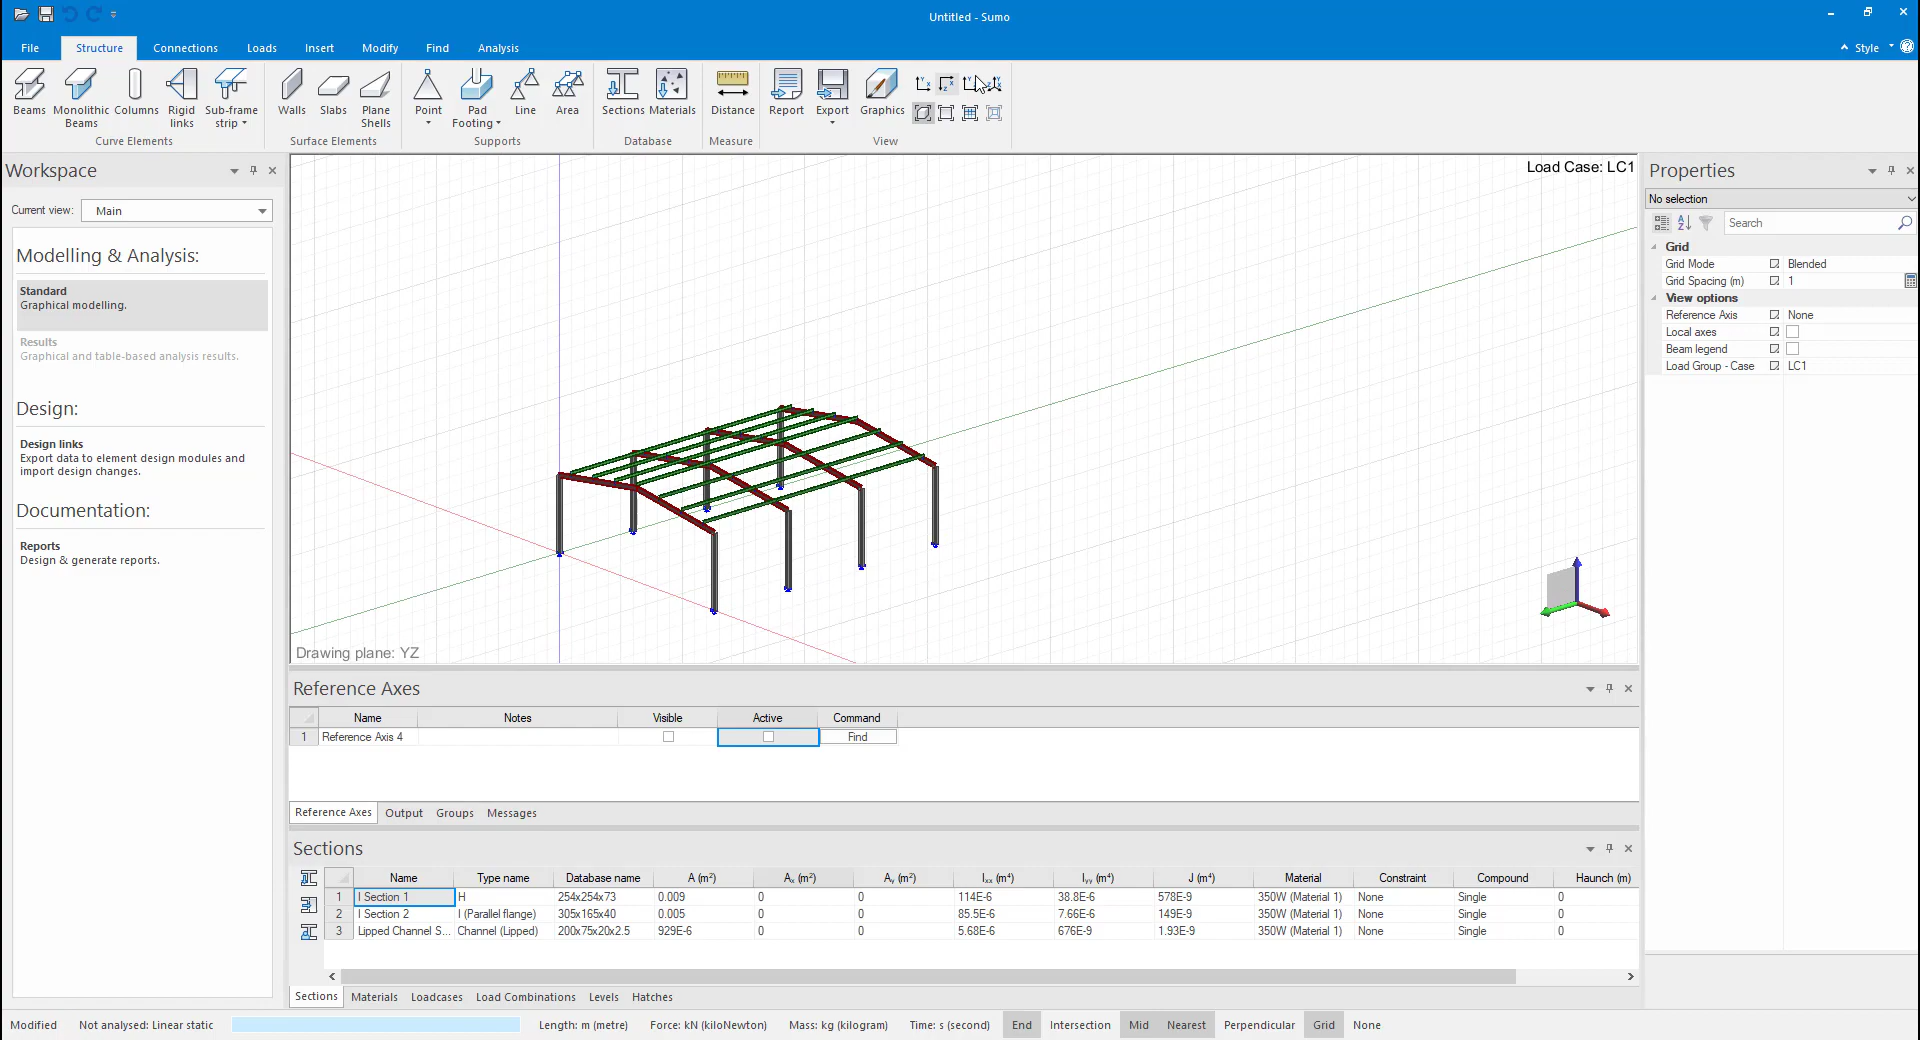 Untitled - Sumo
File Structure Connections Loads Insert Modify Find Analysis Style
Beams Monolithic Beams Columns Rigid links Sub-frame strip Walls Slabs Plane Shells Point Pad Footing Line Area Sections Materials Distance Report Export Graphics
Curve Elements Surface Elements Supports Database Measure View
Workspace
Current view: Main
Modelling & Analysis:
Standard
Graphical modelling.
Results
Graphical and table-based analysis results.
Design:
Design links
Export data to element design modules and
import design changes.
Documentation:
Reports
Design & generate reports.
Load Case: LC1
Drawing plane: YZ
Properties
No selection
Search
Grid
Grid Mode Blended
Grid Spacing (m) 1
View options
Reference Axis None
Local axes
Beam legend
Load Group - Case LC1
Reference Axes
Name Notes Visible Active Command
1 Reference Axis 4 Find
Reference Axes Output Groups Messages
Sections
Name Type name Database name A (m²) Aₓ (m²) Aᵧ (m²) Iₓₓ (m⁴) Iᵧᵧ (m⁴) J (m⁴) Material Constraint Compound Haunch (m)
1 I Section 1 H 254x254x73 0.009 0 0 114E-6 38.8E-6 578E-9 350W (Material 1) None Single 0
2 I Section 2 I (Parallel flange) 305x165x40 0.005 0 0 85.5E-6 7.66E-6 149E-9 350W (Material 1) None Single 0
3 Lipped Channel S... Channel (Lipped) 200x75x20x2.5 929E-6 0 0 5.68E-6 676E-9 1.93E-9 350W (Material 1) None Single 0
Sections Materials Loadcases Load Combinations Levels Hatches
Modified Not analysed: Linear static Length: m (metre) Force: kN (kiloNewton) Mass: kg (kilogram) Time: s (second) End Intersection Mid Nearest Perpendicular Grid None